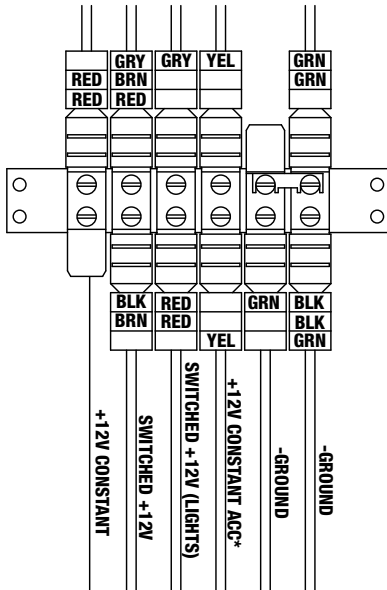 GRY GRY YEL GRN
RED BRN GRN
RED RED
BLK RED GRN BLK
BRN RED BLK
YEL GRN
+12V CONSTANT
SWITCHED +12V
SWITCHED +12V (LIGHTS)
+12V CONSTANT ACC*
-GROUND
-GROUND